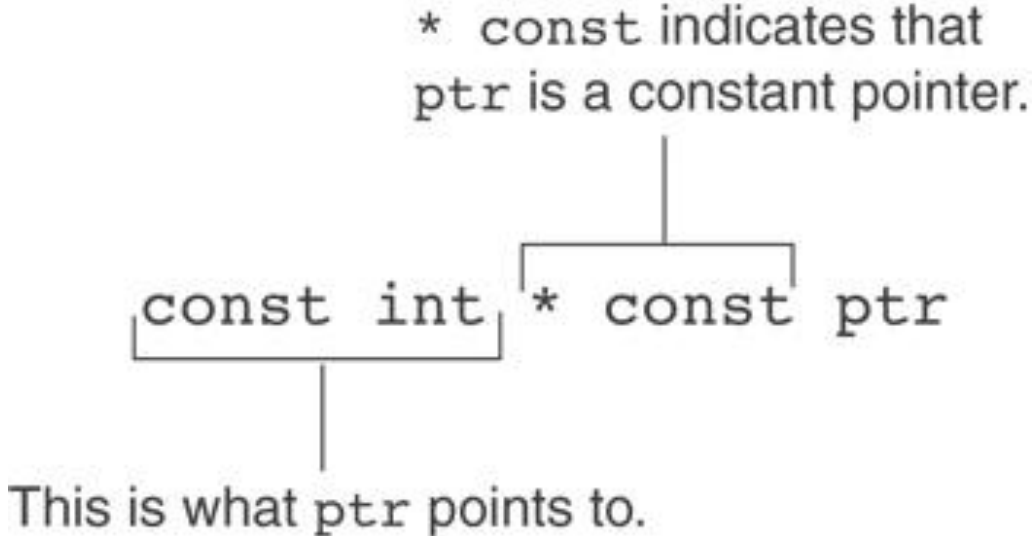 * const indicates that
ptr is a constant pointer.
const int * const ptr
This is what ptr points to.